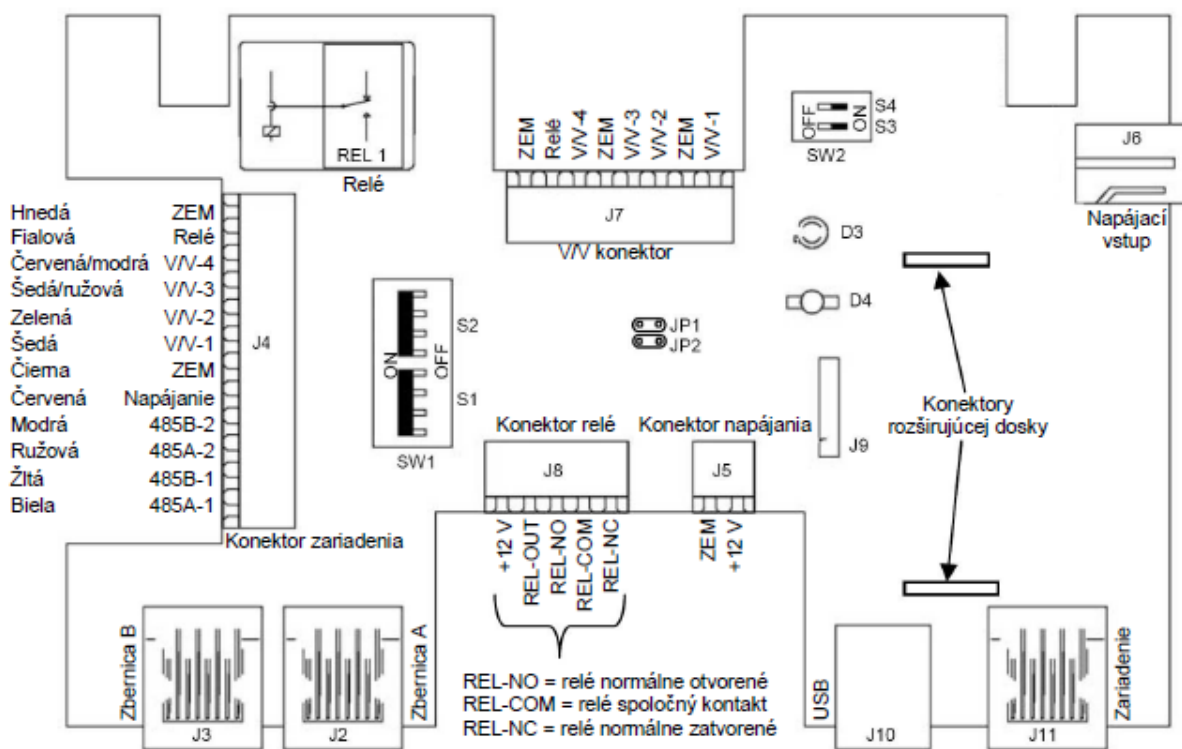 REL 1
Relé
ZEM
Relé
V/V-4
ZEM
V/V-3
V/V-2
ZEM
V/V-1
J7
V/V konektor
OFF
ON
S4
S3
SW2
J6
Napájací
vstup
Hnedá ZEM
Fialová Relé
Červená/modrá V/V-4
Šedá/ružová V/V-3
Zelená V/V-2
Šedá V/V-1
Čierna ZEM
Červená Napájanie
Modrá 485B-2
Ružová 485A-2
Žltá 485B-1
Biela 485A-1
J4
Konektor zariadenia
ON
OFF
S2
S1
SW1
D3
D4
JP1
JP2
J9
Konektory
rozširujúcej dosky
Konektor relé
J8
+12 V
REL-OUT
REL-NO
REL-COM
REL-NC
Konektor napájania
J5
ZEM
+12 V
REL-NO = relé normálne otvorené
REL-COM = relé spoločný kontakt
REL-NC = relé normálne zatvorené
Zbernica B
J3
J2
Zbernica A
USB
J10
J11
Zariadenie